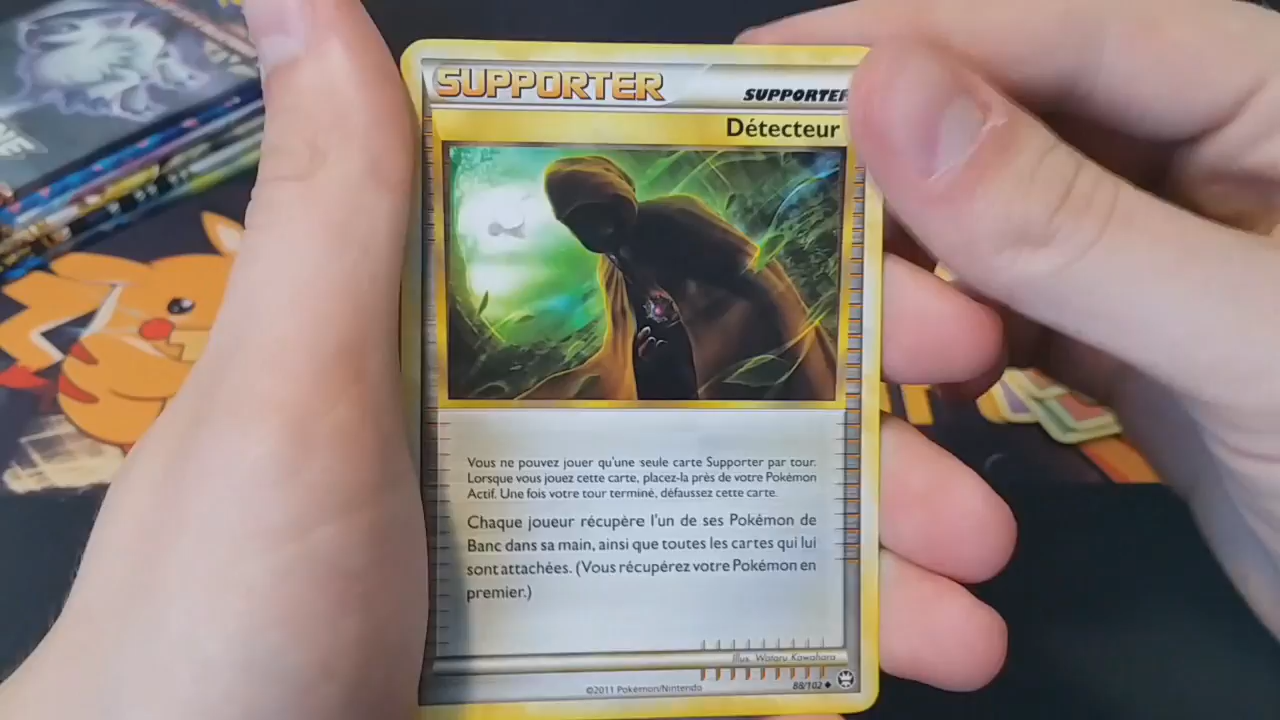 SUPPORTER SUPPORTER
Détecteur
Vous ne pouvez jouer qu'une seule carte Supporter par tour.
Lorsque vous jouez cette carte, placez-la près de votre Pokémon
Actif. Une fois votre tour terminé, défaussez cette carte.
Chaque joueur récupère l'un de ses Pokémon de
Banc dans sa main, ainsi que toutes les cartes qui lui
sont attachées. (Vous récupérez votre Pokémon en
premier.)
Illus. Wataru Kawahara
©2011 Pokémon/Nintendo 88/102